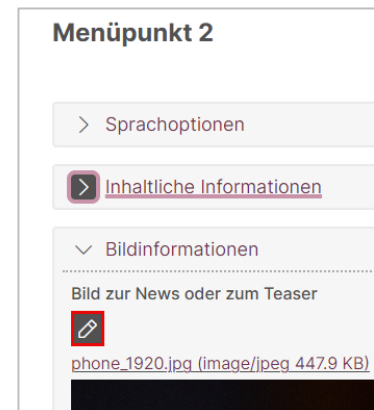 Menüpunkt 2
Sprachoptionen
Inhaltliche Informationen
Bildinformationen
Bild zur News oder zum Teaser
phone_1920.jpg (image/jpeg 447.9 KB)